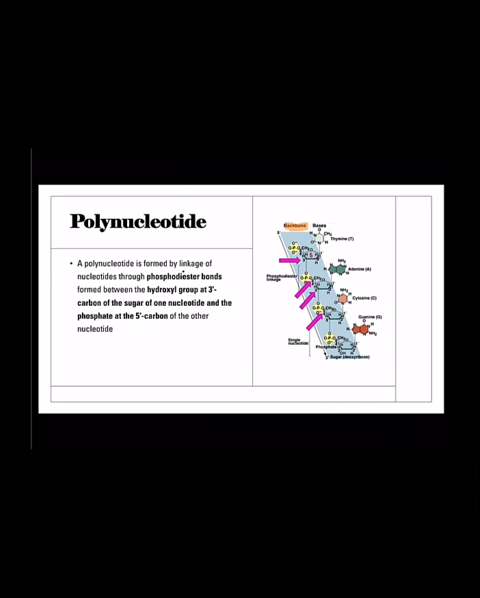 Polynucleotide
• A polynucleotide is formed by linkage of
nucleotides through phosphodiester bonds
formed between the hydroxyl group at 3'-
carbon of the sugar of one nucleotide and the
phosphate at the 5'-carbon of the other
nucleotide
Backbone Bases
Thymine (T)
Adenine (A)
Phosphodiester
linkage
Cytosine (C)
Guanine (G)
Single
nucleotide
Phosphate
Sugar (deoxyribose)